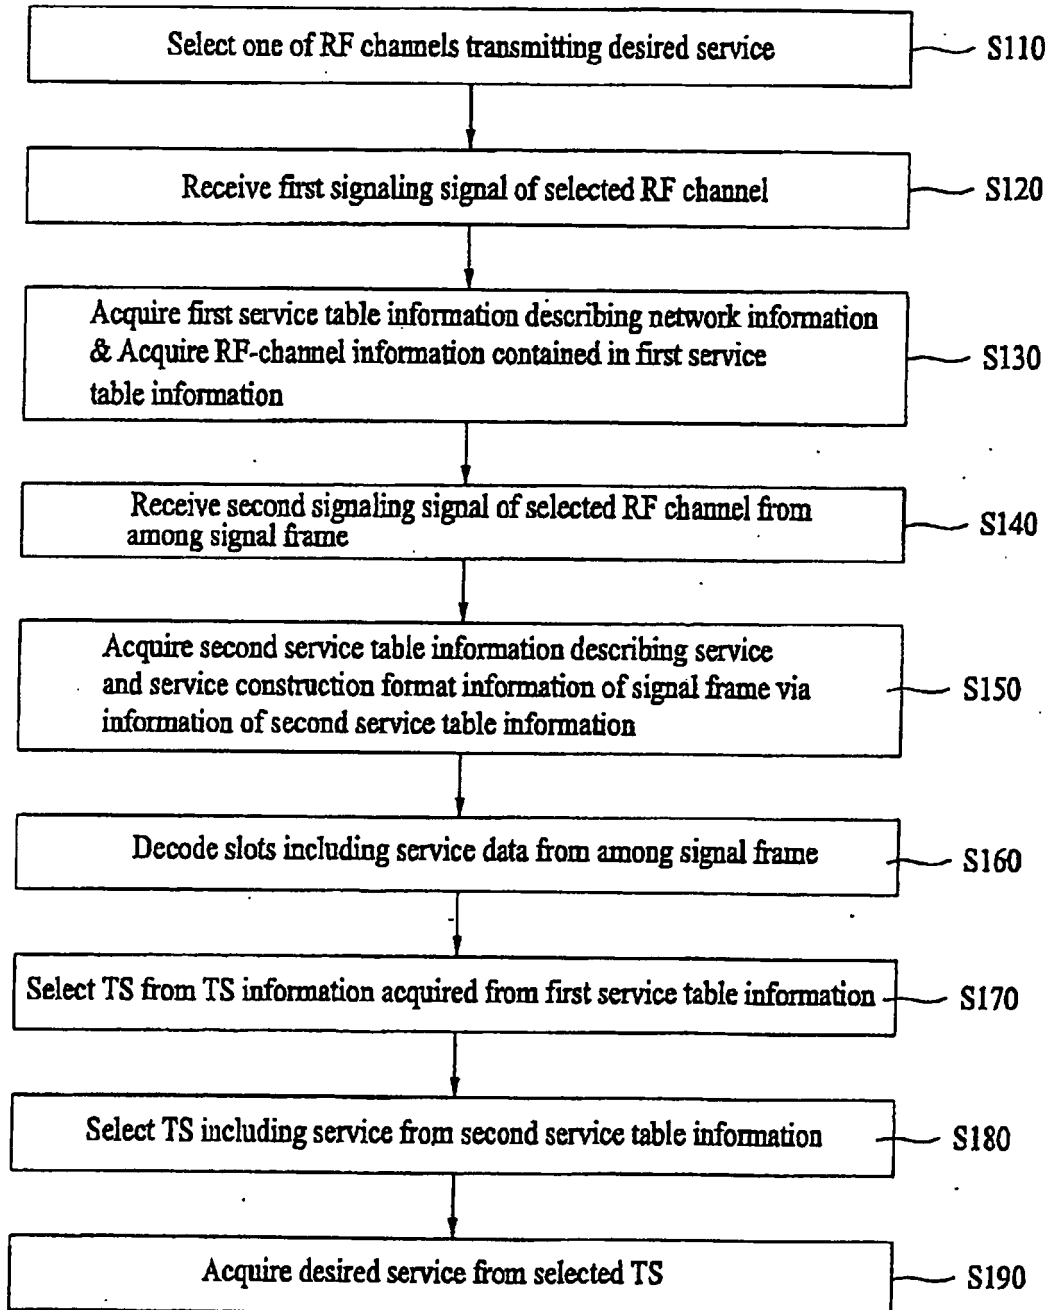 Select one of RF channels transmitting desired service
S110
Receive first signaling signal of selected RF channel
S120
Acquire first service table information describing network information
& Acquire RF-channel information contained in first service
table information
S130
Receive second signaling signal of selected RF channel from
among signal frame
S140
Acquire second service table information describing service
and service construction format information of signal frame via
information of second service table information
S150
Decode slots including service data from among signal frame
S160
Select TS from TS information acquired from first service table information
S170
Select TS including service from second service table information
S180
Acquire desired service from selected TS
S190